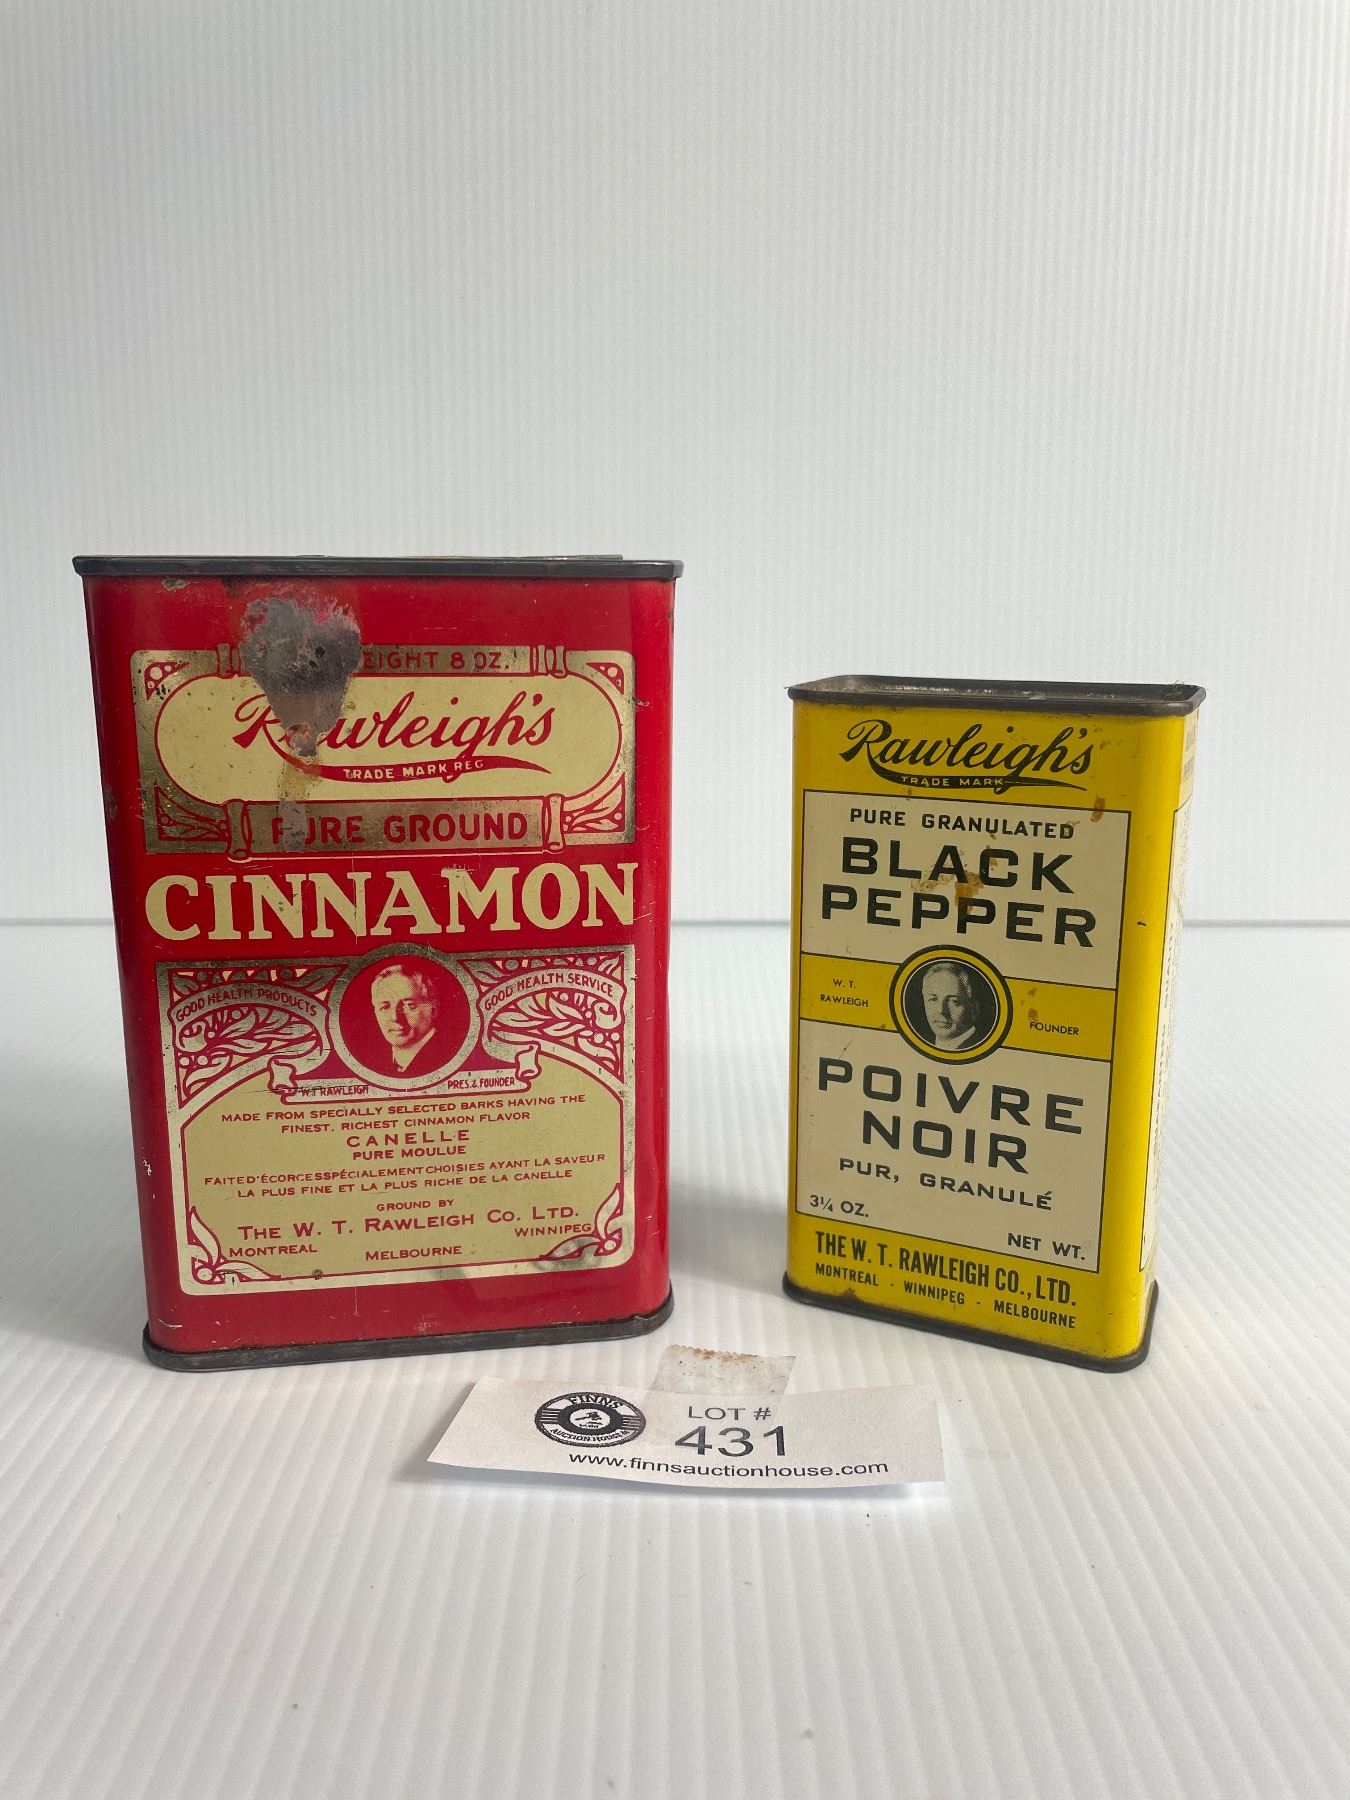 EIGHT 8 OZ.
Rawleigh's
TRADE MARK REG
PURE GROUND
CINNAMON
GOOD HEALTH PRODUCTS
GOOD HEALTH SERVICE
W. T. RAWLEIGH
PRES. & FOUNDER
MADE FROM SPECIALLY SELECTED BARKS HAVING THE
FINEST, RICHEST CINNAMON FLAVOR
CANELLE
PURE MOULUE
FAITE D'ÉCORCES SPÉCIALEMENT CHOISIES AYANT LA SAVEUR
LA PLUS FINE ET LA PLUS RICHE DE LA CANELLE
GROUND BY
THE W. T. RAWLEIGH CO. LTD.
MONTREAL MELBOURNE WINNIPEG
Rawleigh's
TRADE MARK
PURE GRANULATED
BLACK
PEPPER
W. T.
RAWLEIGH
FOUNDER
POIVRE
NOIR
PUR, GRANULÉ
3¼ OZ.
NET WT.
THE W. T. RAWLEIGH CO., LTD.
MONTREAL - WINNIPEG - MELBOURNE
FINNS
AUCTION HOUSE
LOT #
431
www.finnsauctionhouse.com